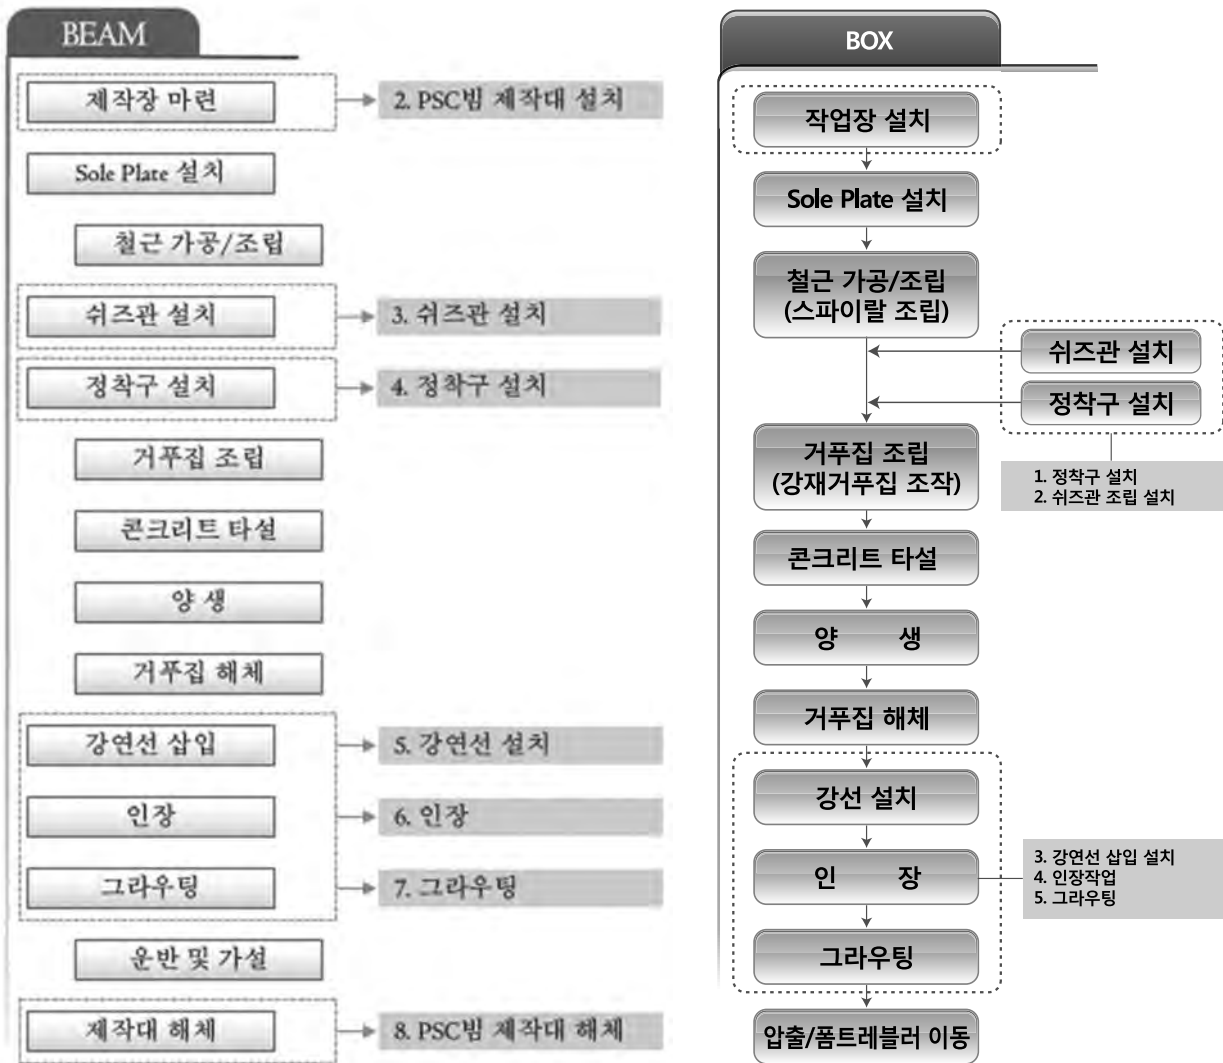 BEAM
제작장 마련
2. PSC빔 제작대 설치
Sole Plate 설치
철근 가공/조립
쉬즈관 설치
3. 쉬즈관 설치
정착구 설치
4. 정착구 설치
거푸집 조립
콘크리트 타설
양 생
거푸집 해체
강연선 삽입
5. 강연선 설치
인장
6. 인장
그라우팅
7. 그라우팅
운반 및 가설
제작대 해체
8. PSC빔 제작대 해체
BOX
작업장 설치
Sole Plate 설치
철근 가공/조립
(스파이랄 조립)
쉬즈관 설치
정착구 설치
1. 정착구 설치
2. 쉬즈관 조립 설치
거푸집 조립
(강재거푸집 조작)
콘크리트 타설
양 생
거푸집 해체
강선 설치
인 장
3. 강연선 삽입 설치
4. 인장작업
5. 그라우팅
그라우팅
압출/폼트레블러 이동